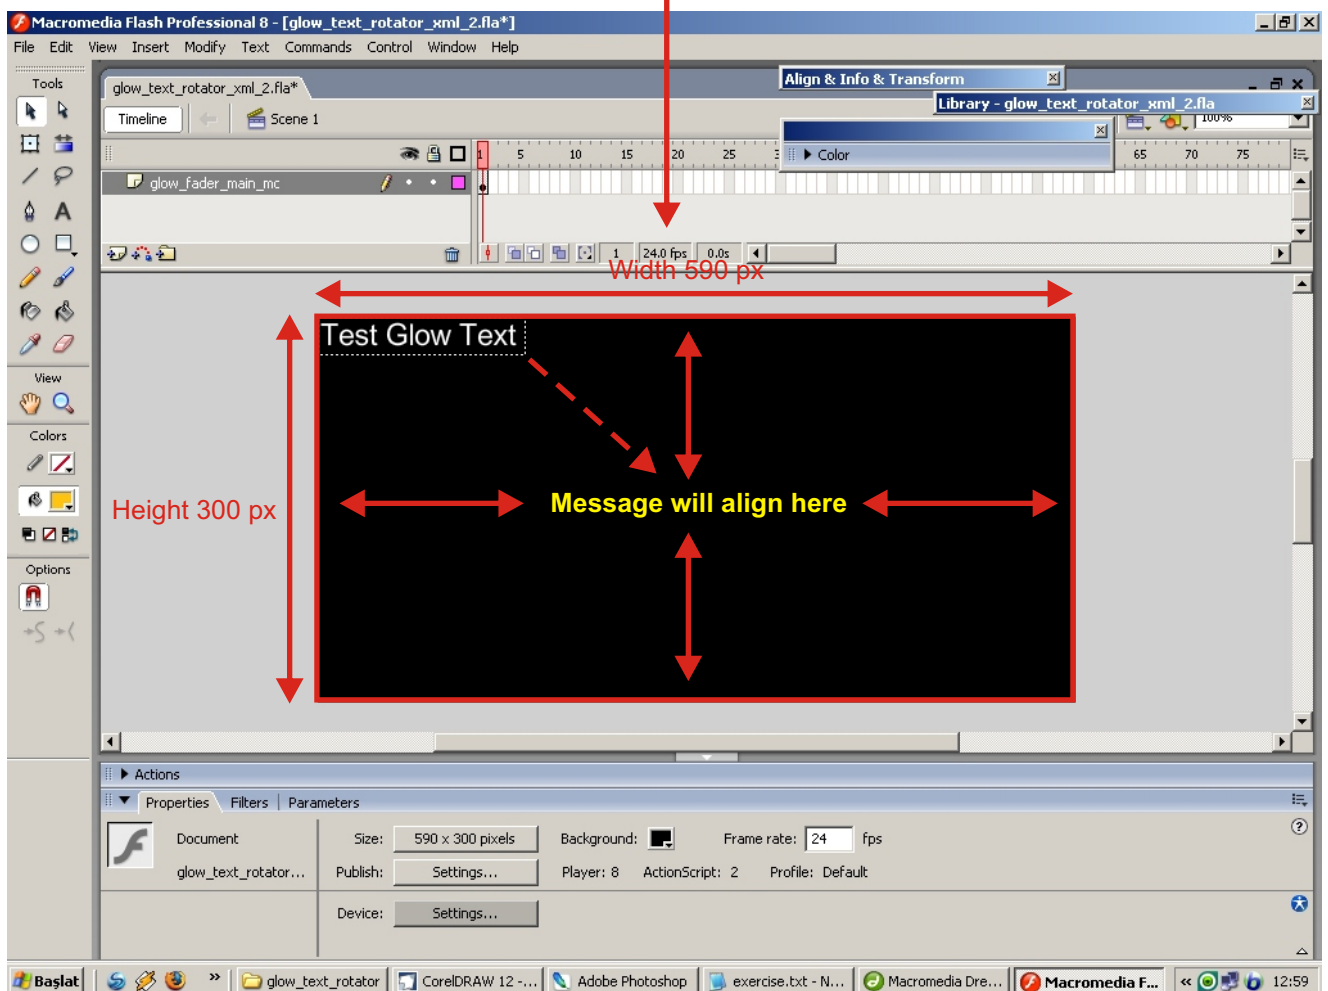 Macromedia Flash Professional 8 - [glow_text_rotator_xml_2.fla*]
File Edit View Insert Modify Text Commands Control Window Help
Tools
glow_text_rotator_xml_2.fla*
Align & Info & Transform
Library - glow_text_rotator_xml_2.fla
Timeline
Scene 1
100%
Color
1 5 10 15 20 25 65 70 75
glow_fader_main_mc
1 24.0 fps 0.0s
Width 590 px
Test Glow Text
View
Colors
Height 300 px
Message will align here
Options
Actions
Properties Filters Parameters
Document
Size: 590 x 300 pixels Background: Frame rate: 24 fps
glow_text_rotator...
Publish: Settings... Player: 8 ActionScript: 2 Profile: Default
Device: Settings...
Başlat » glow_text_rotator CorelDRAW 12 -... Adobe Photoshop exercise.txt - N... Macromedia Dre... Macromedia F... « 12:59